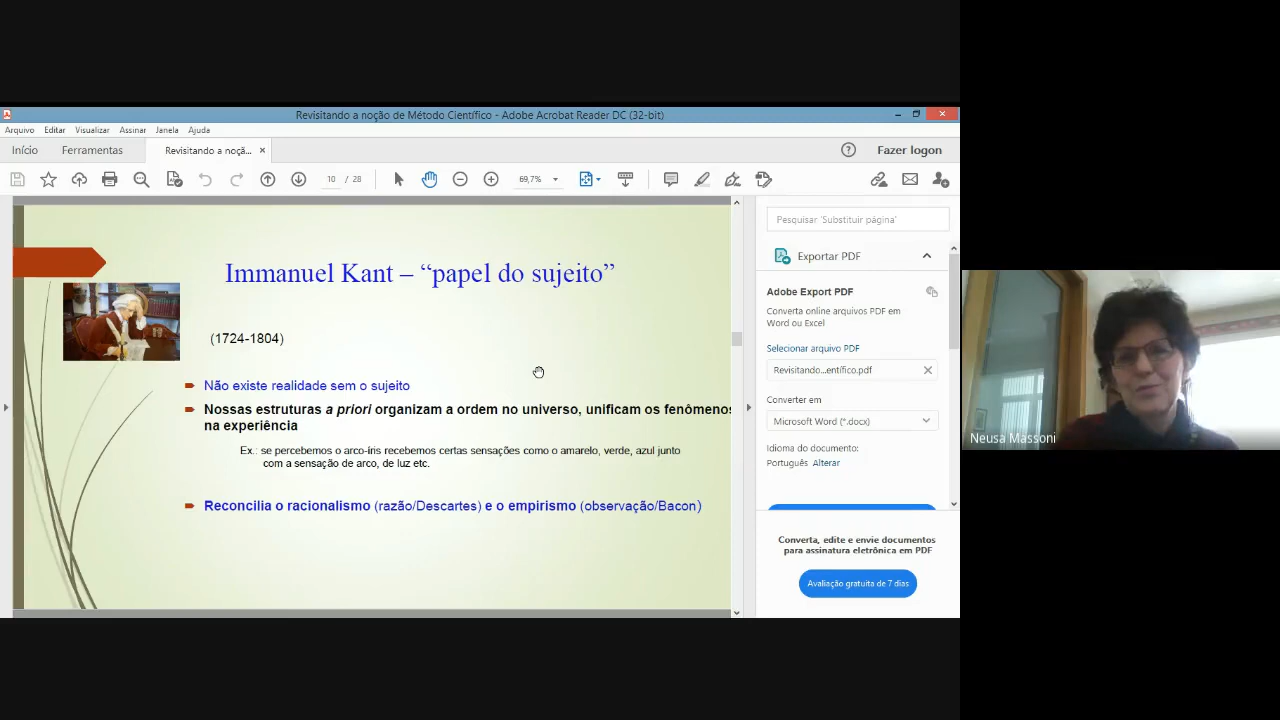 Revisitando a noção de Método Científico - Adobe Acrobat Reader DC (32-bit)
Arquivo Editar Visualizar Assinar Janela Ajuda
Início Ferramentas Revisitando a noçã... Fazer logon
10 / 28 69,7%
Immanuel Kant – “papel do sujeito”
(1724-1804)
Não existe realidade sem o sujeito
Nossas estruturas a priori organizam a ordem no universo, unificam os fenômenos
na experiência
Ex.: se percebemos o arco-íris recebemos certas sensações como o amarelo, verde, azul junto
com a sensação de arco, de luz etc.
Reconcilia o racionalismo (razão/Descartes) e o empirismo (observação/Bacon)
Pesquisar 'Substituir página'
Exportar PDF
Adobe Export PDF
Converta online arquivos PDF em
Word ou Excel
Selecionar arquivo PDF
Revisitando...entífico.pdf
Converter em
Microsoft Word (*.docx)
Idioma do documento:
Português Alterar
Converta, edite e envie documentos
para assinatura eletrônica em PDF
Avaliação gratuita de 7 dias
Neusa Massoni